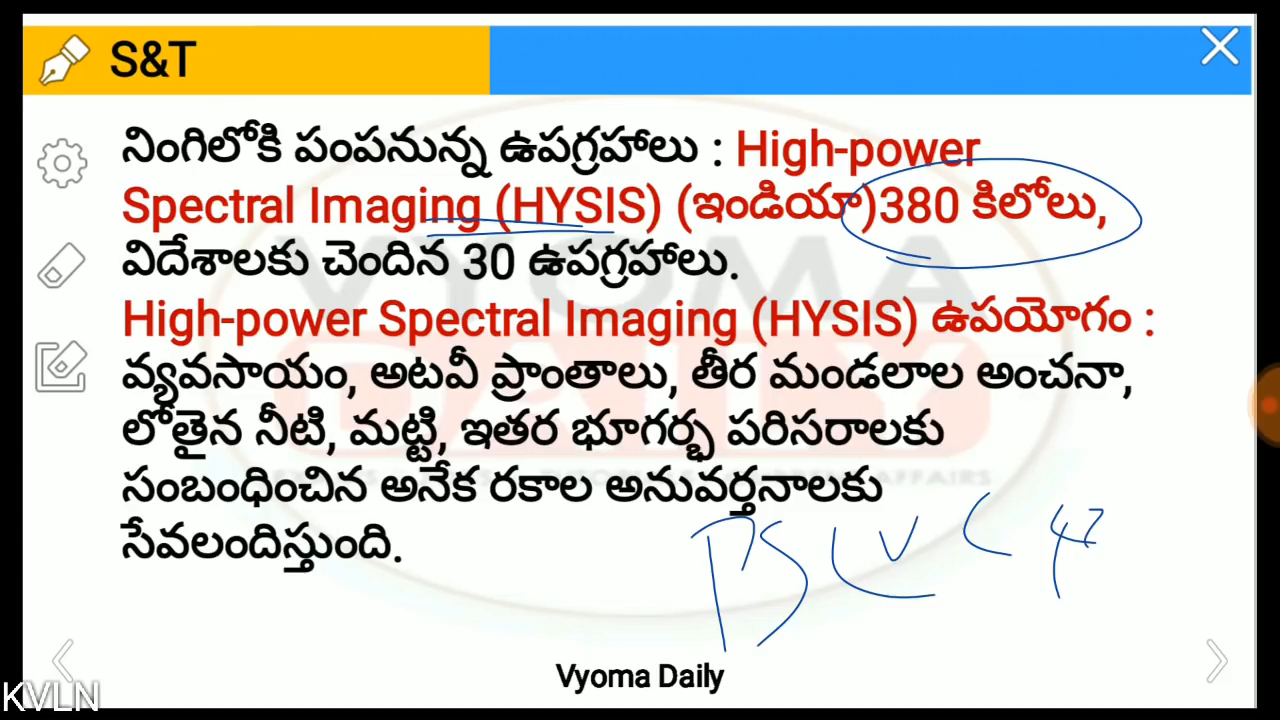 S&T
నింగిలోకి పంపనున్న ఉపగ్రహాలు : High-power
Spectral Imaging (HYSIS) (ఇండియా)380 కిలోలు,
విదేశాలకు చెందిన 30 ఉపగ్రహాలు.
High-power Spectral Imaging (HYSIS) ఉపయోగం :
వ్యవసాయం, అటవీ ప్రాంతాలు, తీర మండలాల అంచనా,
లోతైన నీటి, మట్టి, ఇతర భూగర్భ పరిసరాలకు
సంబంధించిన అనేక రకాల అనువర్తనాలకు
సేవలందిస్తుంది.
PSLV C
Vyoma Daily
KVLN
VYOMA
DAILY